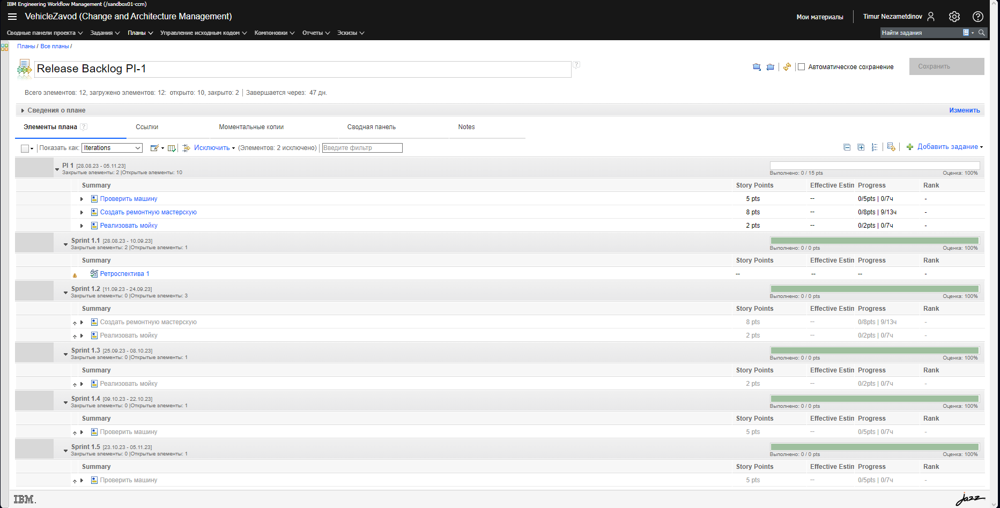 IBM Engineering Workflow Management (/sandbox01-ccm)
VehicleZavod (Change and Architecture Management)
Мои материалы
Timur Nezametdinov
Сводные панели проекта Задания Планы Управление исходным кодом Компоновки Отчеты Эскизы
Найти задания
Планы / Все планы /
Release Backlog PI-1
?
Автоматическое сохранение
Сохранить
Всего элементов: 12, загружено элементов: 12: открыто: 10, закрыто: 2 | Завершается через: 47 дн.
Сведения о плане
Изменить
Элементы плана ? Ссылки Моментальные копии Сводная панель Notes
Показать как: Iterations Исключить (Элементов: 2 исключено) Введите фильтр Добавить задание
PI 1 [28.08.23 - 05.11.23]
Закрытые элементы: 2 |Открытые элементы: 10 Выполнено: 0 / 15 pts Оценка: 100%
Summary Story Points Effective Estin Progress Rank
Проверить машину 5 pts -- 0/5pts | 0/7ч -
Создать ремонтную мастерскую 8 pts -- 0/8pts | 9/13ч -
Реализовать мойку 2 pts -- 0/2pts | 0/7ч -
Sprint 1.1 [28.08.23 - 10.09.23]
Закрытые элементы: 2 |Открытые элементы: 1 Выполнено: 0 / 0 pts Оценка: 100%
Summary Story Points Effective Estin Progress Rank
Ретроспектива 1 -- -- -- -
Sprint 1.2 [11.09.23 - 24.09.23]
Закрытые элементы: 0 |Открытые элементы: 3 Выполнено: 0 / 0 pts Оценка: 100%
Summary Story Points Effective Estin Progress Rank
Создать ремонтную мастерскую 8 pts -- 0/8pts | 9/13ч -
Реализовать мойку 2 pts -- 0/2pts | 0/7ч -
Sprint 1.3 [25.09.23 - 08.10.23]
Закрытые элементы: 0 |Открытые элементы: 1 Выполнено: 0 / 0 pts Оценка: 100%
Summary Story Points Effective Estin Progress Rank
Реализовать мойку 2 pts -- 0/2pts | 0/7ч -
Sprint 1.4 [09.10.23 - 22.10.23]
Закрытые элементы: 0 |Открытые элементы: 1 Выполнено: 0 / 0 pts Оценка: 100%
Summary Story Points Effective Estin Progress Rank
Проверить машину 5 pts -- 0/5pts | 0/7ч -
Sprint 1.5 [23.10.23 - 05.11.23]
Закрытые элементы: 0 |Открытые элементы: 1 Выполнено: 0 / 0 pts Оценка: 100%
Summary Story Points Effective Estin Progress Rank
Проверить машину 5 pts -- 0/5pts | 0/7ч -
IBM. jazz